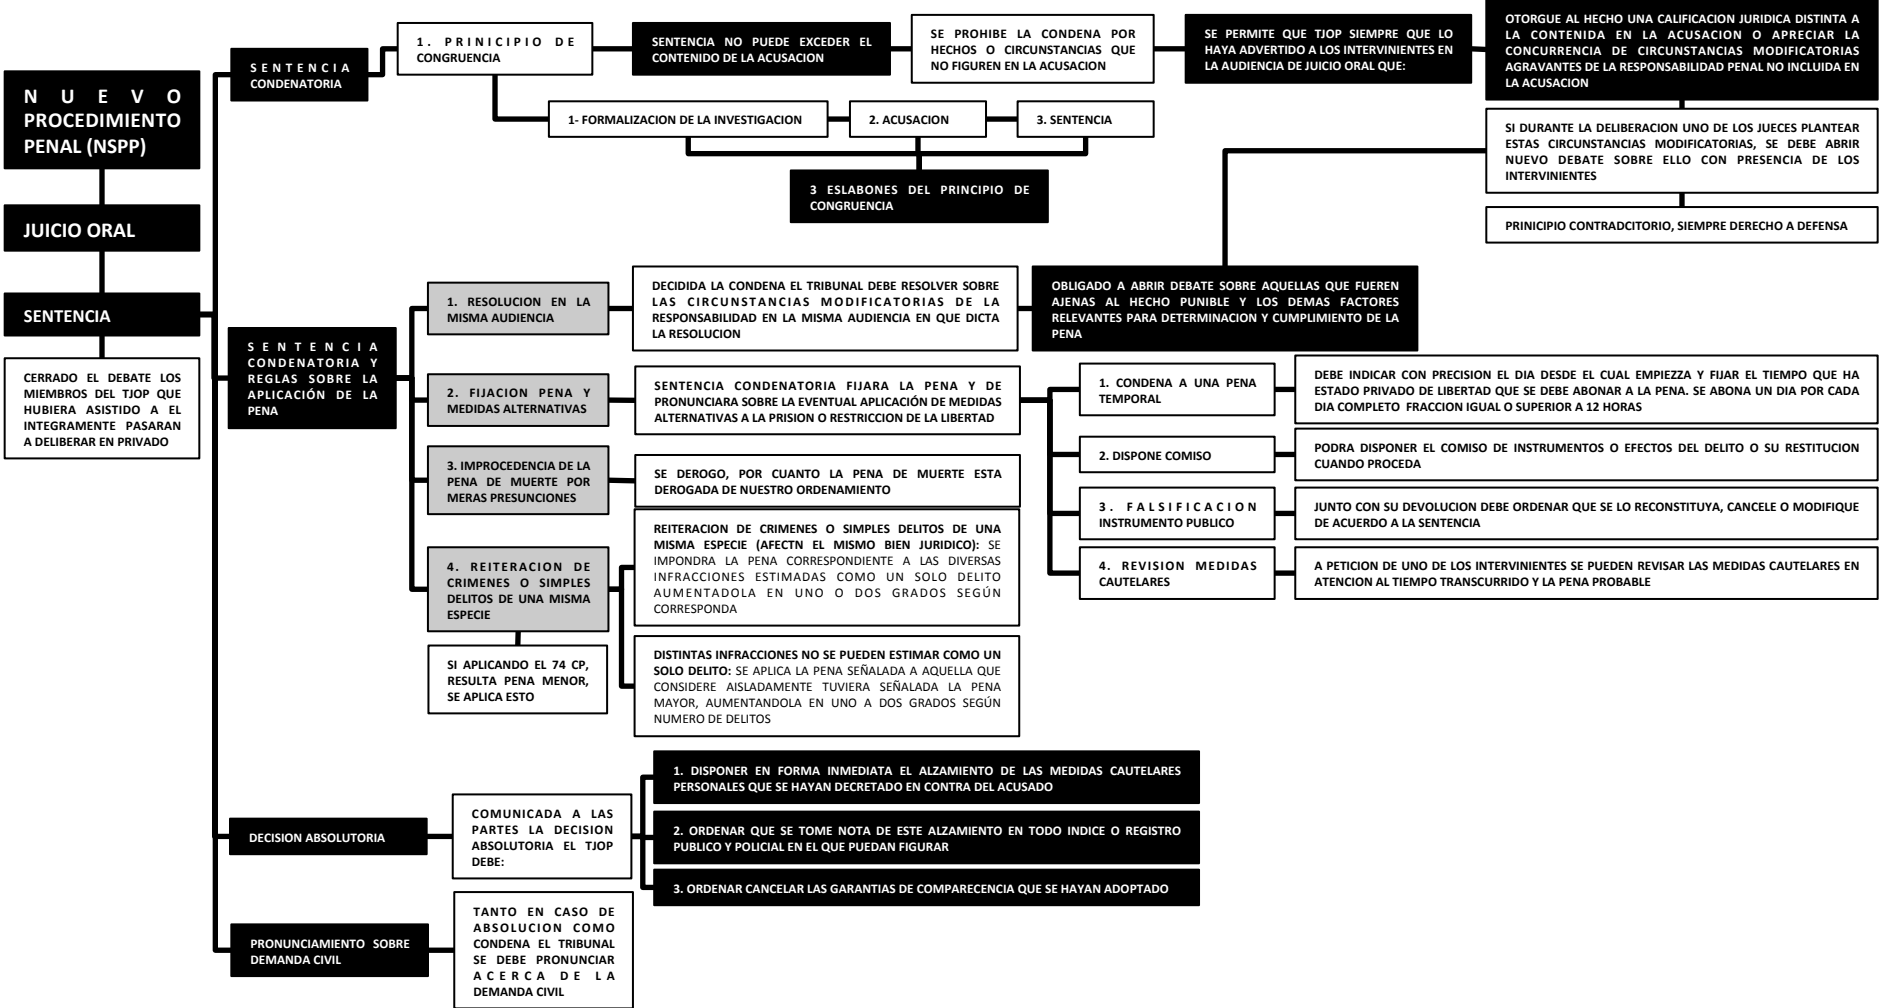 N U E V O
PROCEDIMIENTO
PENAL (NSPP)
JUICIO ORAL
SENTENCIA
CERRADO EL DEBATE LOS
MIEMBROS DEL TJOP QUE
HUBIERA ASISTIDO A EL
INTEGRAMENTE PASARAN
A DELIBERAR EN PRIVADO
SENTENCIA
CONDENATORIA
1. PRINICIPIO DE
CONGRUENCIA
SENTENCIA NO PUEDE EXCEDER EL
CONTENIDO DE LA ACUSACION
SE PROHIBE LA CONDENA POR
HECHOS O CIRCUNSTANCIAS QUE
NO FIGUREN EN LA ACUSACION
SE PERMITE QUE TJOP SIEMPRE QUE LO
HAYA ADVERTIDO A LOS INTERVINIENTES EN
LA AUDIENCIA DE JUICIO ORAL QUE:
OTORGUE AL HECHO UNA CALIFICACION JURIDICA DISTINTA A
LA CONTENIDA EN LA ACUSACION O APRECIAR LA
CONCURRENCIA DE CIRCUNSTANCIAS MODIFICATORIAS
AGRAVANTES DE LA RESPONSABILIDAD PENAL NO INCLUIDA EN
LA ACUSACION
1- FORMALIZACION DE LA INVESTIGACION
2. ACUSACION
3. SENTENCIA
3 ESLABONES DEL PRINCIPIO DE
CONGRUENCIA
SI DURANTE LA DELIBERACION UNO DE LOS JUECES PLANTEAR
ESTAS CIRCUNSTANCIAS MODIFICATORIAS, SE DEBE ABRIR
NUEVO DEBATE SOBRE ELLO CON PRESENCIA DE LOS
INTERVINIENTES
PRINICIPIO CONTRADCITORIO, SIEMPRE DERECHO A DEFENSA
SENTENCIA
CONDENATORIA Y
REGLAS SOBRE LA
APLICACIÓN DE LA
PENA
1. RESOLUCION EN LA
MISMA AUDIENCIA
DECIDIDA LA CONDENA EL TRIBUNAL DEBE RESOLVER SOBRE
LAS CIRCUNSTANCIAS MODIFICATORIAS DE LA
RESPONSABILIDAD EN LA MISMA AUDIENCIA EN QUE DICTA
LA RESOLUCION
OBLIGADO A ABRIR DEBATE SOBRE AQUELLAS QUE FUEREN
AJENAS AL HECHO PUNIBLE Y LOS DEMAS FACTORES
RELEVANTES PARA DETERMINACION Y CUMPLIMIENTO DE LA
PENA
2. FIJACION PENA Y
MEDIDAS ALTERNATIVAS
SENTENCIA CONDENATORIA FIJARA LA PENA Y DE
PRONUNCIARA SOBRE LA EVENTUAL APLICACIÓN DE MEDIDAS
ALTERNATIVAS A LA PRISION O RESTRICCION DE LA LIBERTAD
1. CONDENA A UNA PENA
TEMPORAL
DEBE INDICAR CON PRECISION EL DIA DESDE EL CUAL EMPIEZZA Y FIJAR EL TIEMPO QUE HA
ESTADO PRIVADO DE LIBERTAD QUE SE DEBE ABONAR A LA PENA. SE ABONA UN DIA POR CADA
DIA COMPLETO FRACCION IGUAL O SUPERIOR A 12 HORAS
2. DISPONE COMISO
PODRA DISPONER EL COMISO DE INSTRUMENTOS O EFECTOS DEL DELITO O SU RESTITUCION
CUANDO PROCEDA
3. FALSIFICACION
INSTRUMENTO PUBLICO
JUNTO CON SU DEVOLUCION DEBE ORDENAR QUE SE LO RECONSTITUYA, CANCELE O MODIFIQUE
DE ACUERDO A LA SENTENCIA
4. REVISION MEDIDAS
CAUTELARES
A PETICION DE UNO DE LOS INTERVINIENTES SE PUEDEN REVISAR LAS MEDIDAS CAUTELARES EN
ATENCION AL TIEMPO TRANSCURRIDO Y LA PENA PROBABLE
3. IMPROCEDENCIA DE LA
PENA DE MUERTE POR
MERAS PRESUNCIONES
SE DEROGO, POR CUANTO LA PENA DE MUERTE ESTA
DEROGADA DE NUESTRO ORDENAMIENTO
4. REITERACION DE
CRIMENES O SIMPLES
DELITOS DE UNA MISMA
ESPECIE
SI APLICANDO EL 74 CP,
RESULTA PENA MENOR,
SE APLICA ESTO
REITERACION DE CRIMENES O SIMPLES DELITOS DE UNA
MISMA ESPECIE (AFECTN EL MISMO BIEN JURIDICO): SE
IMPONDRA LA PENA CORRESPONDIENTE A LAS DIVERSAS
INFRACCIONES ESTIMADAS COMO UN SOLO DELITO
AUMENTADOLA EN UNO O DOS GRADOS SEGÚN
CORRESPONDA
DISTINTAS INFRACCIONES NO SE PUEDEN ESTIMAR COMO UN
SOLO DELITO: SE APLICA LA PENA SEÑALADA A AQUELLA QUE
CONSIDERE AISLADAMENTE TUVIERA SEÑALADA LA PENA
MAYOR, AUMENTANDOLA EN UNO A DOS GRADOS SEGÚN
NUMERO DE DELITOS
DECISION ABSOLUTORIA
COMUNICADA A LAS
PARTES LA DECISION
ABSOLUTORIA EL TJOP
DEBE:
1. DISPONER EN FORMA INMEDIATA EL ALZAMIENTO DE LAS MEDIDAS CAUTELARES
PERSONALES QUE SE HAYAN DECRETADO EN CONTRA DEL ACUSADO
2. ORDENAR QUE SE TOME NOTA DE ESTE ALZAMIENTO EN TODO INDICE O REGISTRO
PUBLICO Y POLICIAL EN EL QUE PUEDAN FIGURAR
3. ORDENAR CANCELAR LAS GARANTIAS DE COMPARECENCIA QUE SE HAYAN ADOPTADO
PRONUNCIAMIENTO SOBRE
DEMANDA CIVIL
TANTO EN CASO DE
ABSOLUCION COMO
CONDENA EL TRIBUNAL
SE DEBE PRONUNCIAR
ACERCA DE LA
DEMANDA CIVIL